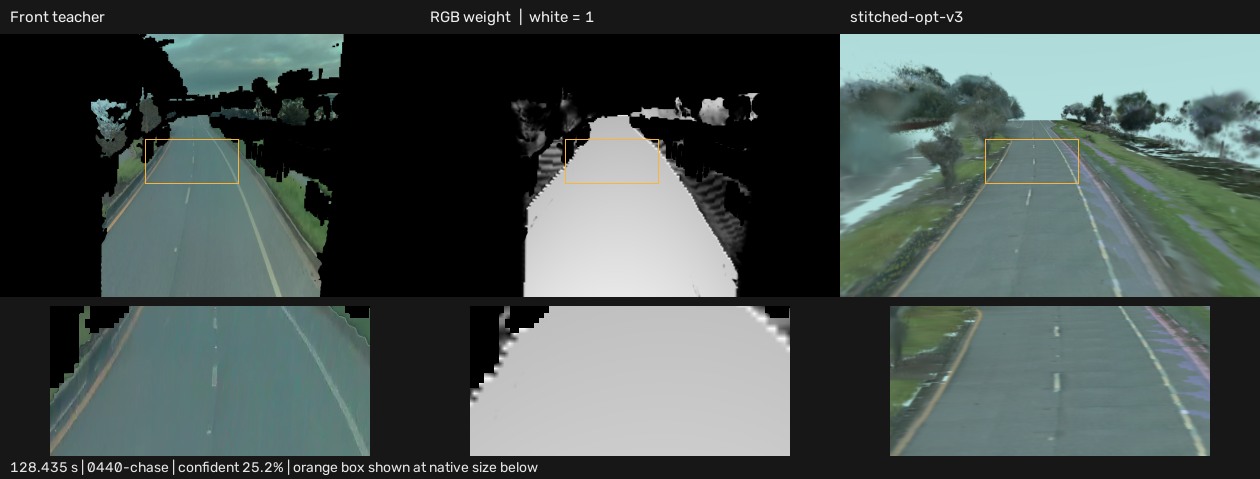 Front teacher
RGB weight | white = 1
stitched-opt-v3
128.435 s | 0440-chase | confident 25.2% | orange box shown at native size below